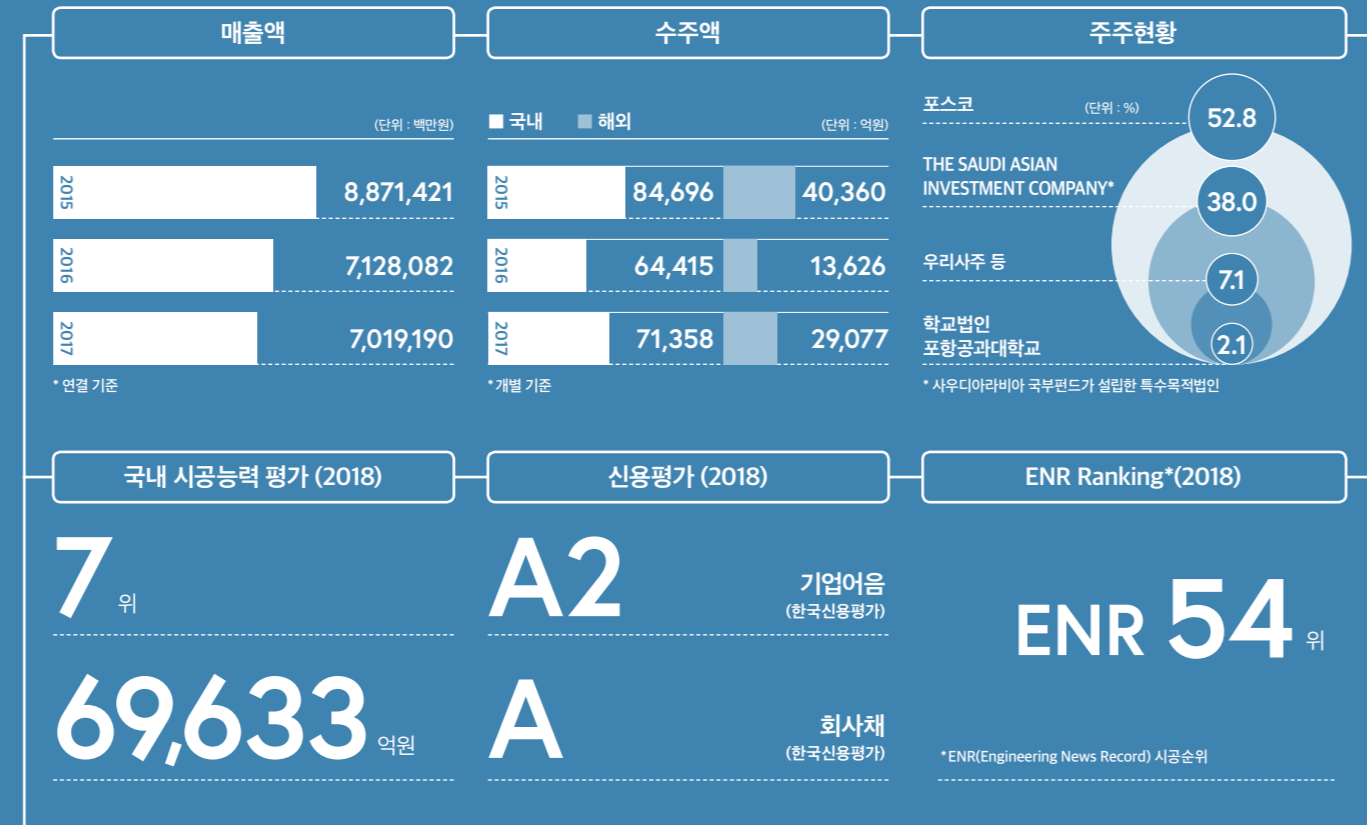 매출액
(단위 : 백만원)
2015
8,871,421
2016
7,128,082
2017
7,019,190
* 연결 기준
수주액
국내 해외 (단위 : 억원)
2015
84,696 40,360
2016
64,415 13,626
2017
71,358 29,077
* 개별 기준
주주현황
포스코 (단위 : %) 52.8
THE SAUDI ASIAN
INVESTMENT COMPANY*
38.0
우리사주 등
7.1
학교법인
포항공과대학교
2.1
* 사우디아라비아 국부펀드가 설립한 특수목적법인
국내 시공능력 평가 (2018)
7 위
69,633 억원
신용평가 (2018)
A2 기업어음
(한국신용평가)
A 회사채
(한국신용평가)
ENR Ranking*(2018)
ENR 54 위
*ENR(Engineering News Record) 시공순위